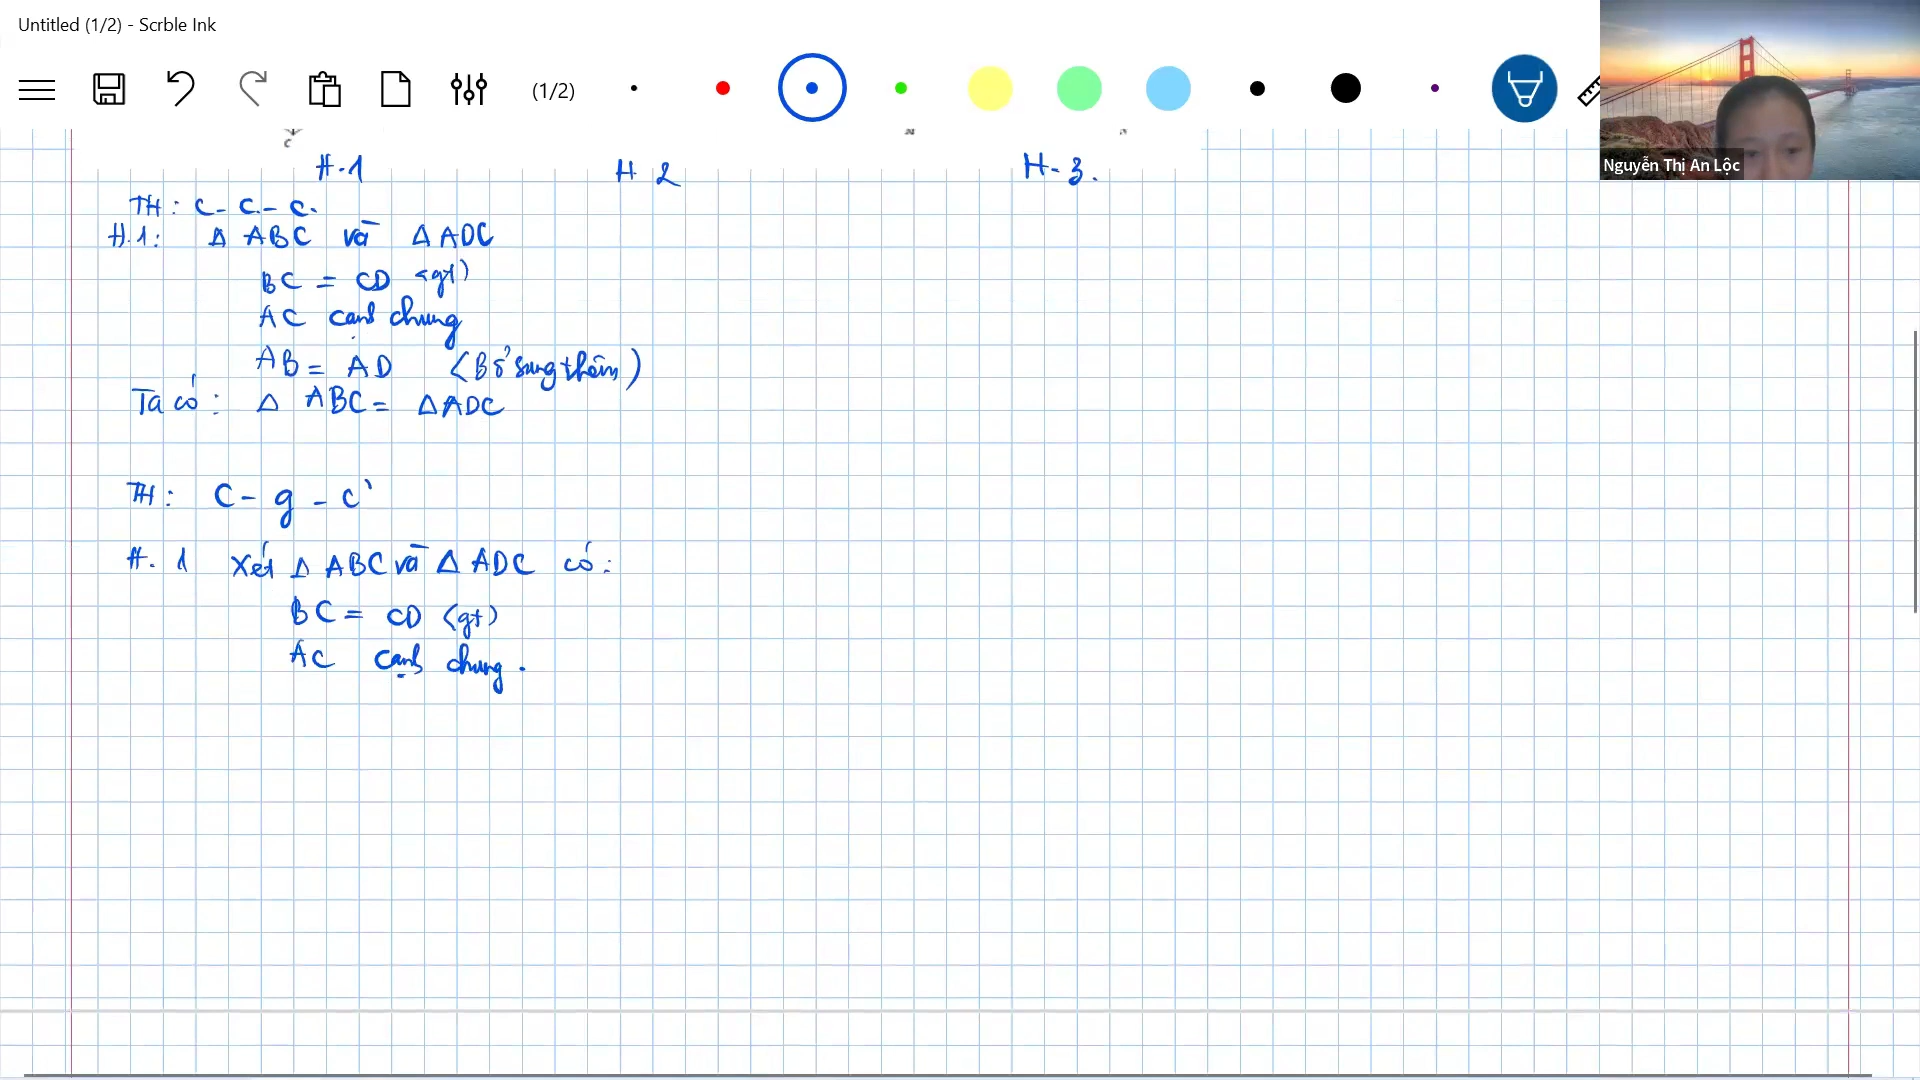 Untitled (1/2) - Scrble Ink
(1/2)
Nguyễn Thị An Lộc
C
H.1 H 2 H-3.
TH: C-C-C.
H.1: Δ ABC và Δ ADC
BC = CD (gt)
AC cạnh chung
AB = AD (Bổ sung thêm)
Ta có: Δ ABC = Δ ADC
TH: C-g-c
H.1 Xét Δ ABC và Δ ADC có:
BC = CD (gt)
AC cạnh chung.